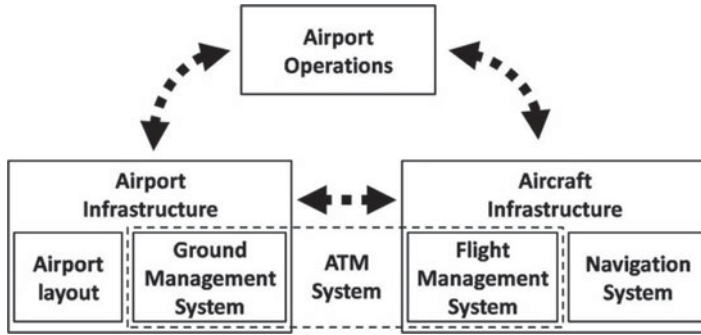 Airport
Operations
Airport
Infrastructure
Aircraft
Infrastructure
Airport
layout
Ground
Management
System
ATM
System
Flight
Management
System
Navigation
System